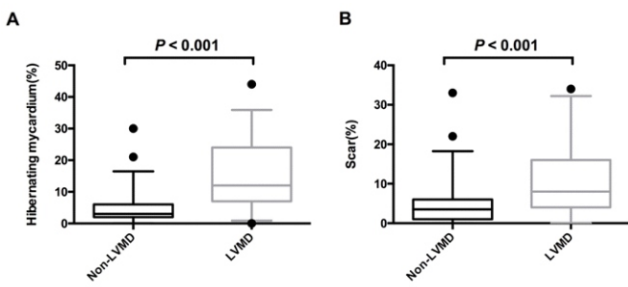 A
P < 0.001
Hibernating mycardium(%)
50
40
30
20
10
0
Non-LVMD
LVMD
B
P < 0.001
Scar(%)
40
30
20
10
0
Non-LVMD
LVMD